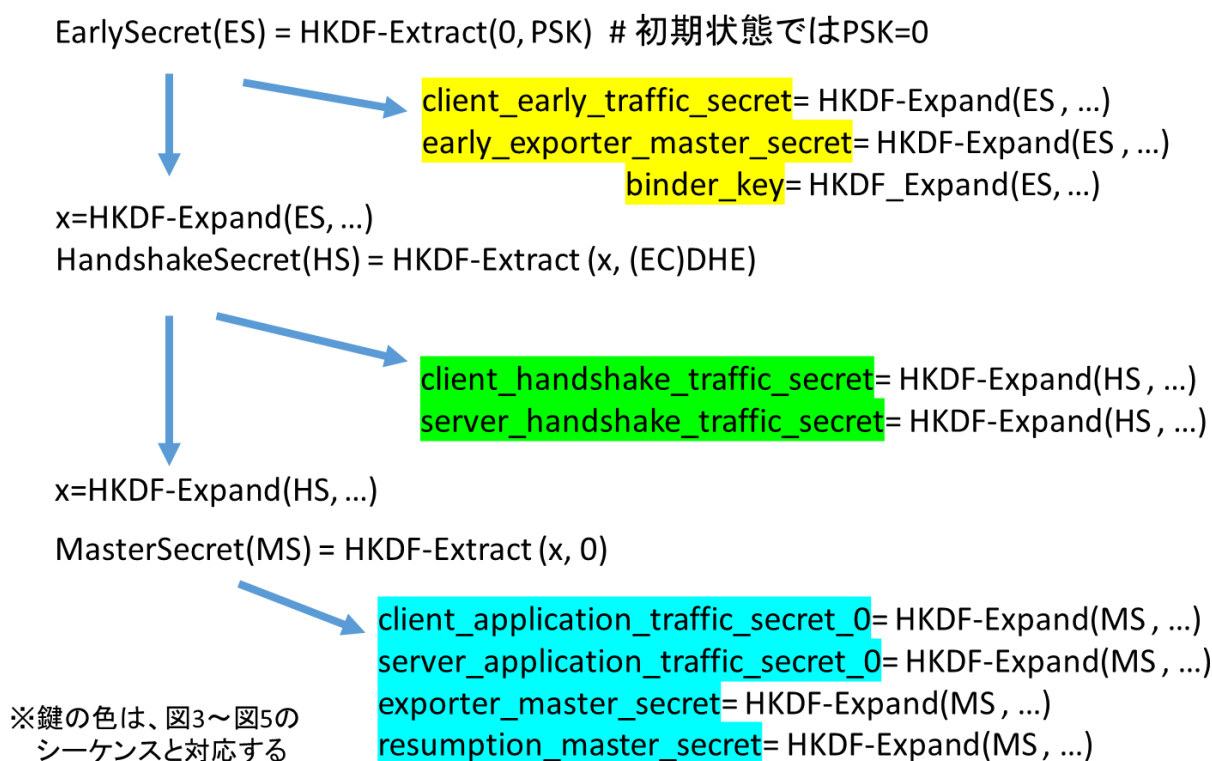 EarlySecret(ES) = HKDF-Extract(0, PSK) # 初期状態ではPSK=0
client_early_traffic_secret= HKDF-Expand(ES , ...)
early_exporter_master_secret= HKDF-Expand(ES , ...)
binder_key= HKDF_Expand(ES, ...)
x=HKDF-Expand(ES, ...)
HandshakeSecret(HS) = HKDF-Extract (x, (EC)DHE)
client_handshake_traffic_secret= HKDF-Expand(HS , ...)
server_handshake_traffic_secret= HKDF-Expand(HS , ...)
x=HKDF-Expand(HS, ...)
MasterSecret(MS) = HKDF-Extract (x, 0)
client_application_traffic_secret_0= HKDF-Expand(MS , ...)
server_application_traffic_secret_0= HKDF-Expand(MS , ...)
exporter_master_secret= HKDF-Expand(MS , ...)
resumption_master_secret= HKDF-Expand(MS , ...)
※鍵の色は、図3～図5の
シーケンスと対応する